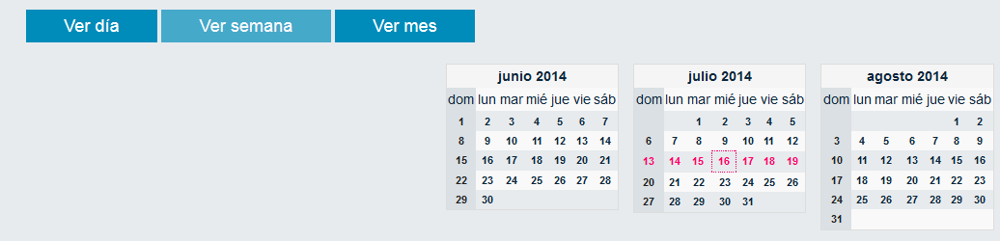 Ver día Ver semana Ver mes
junio 2014
dom lun mar mié jue vie sáb
1 2 3 4 5 6 7
8 9 10 11 12 13 14
15 16 17 18 19 20 21
22 23 24 25 26 27 28
29 30
julio 2014
dom lun mar mié jue vie sáb
1 2 3 4 5
6 7 8 9 10 11 12
13 14 15 16 17 18 19
20 21 22 23 24 25 26
27 28 29 30 31
agosto 2014
dom lun mar mié jue vie sáb
1 2
3 4 5 6 7 8 9
10 11 12 13 14 15 16
17 18 19 20 21 22 23
24 25 26 27 28 29 30
31